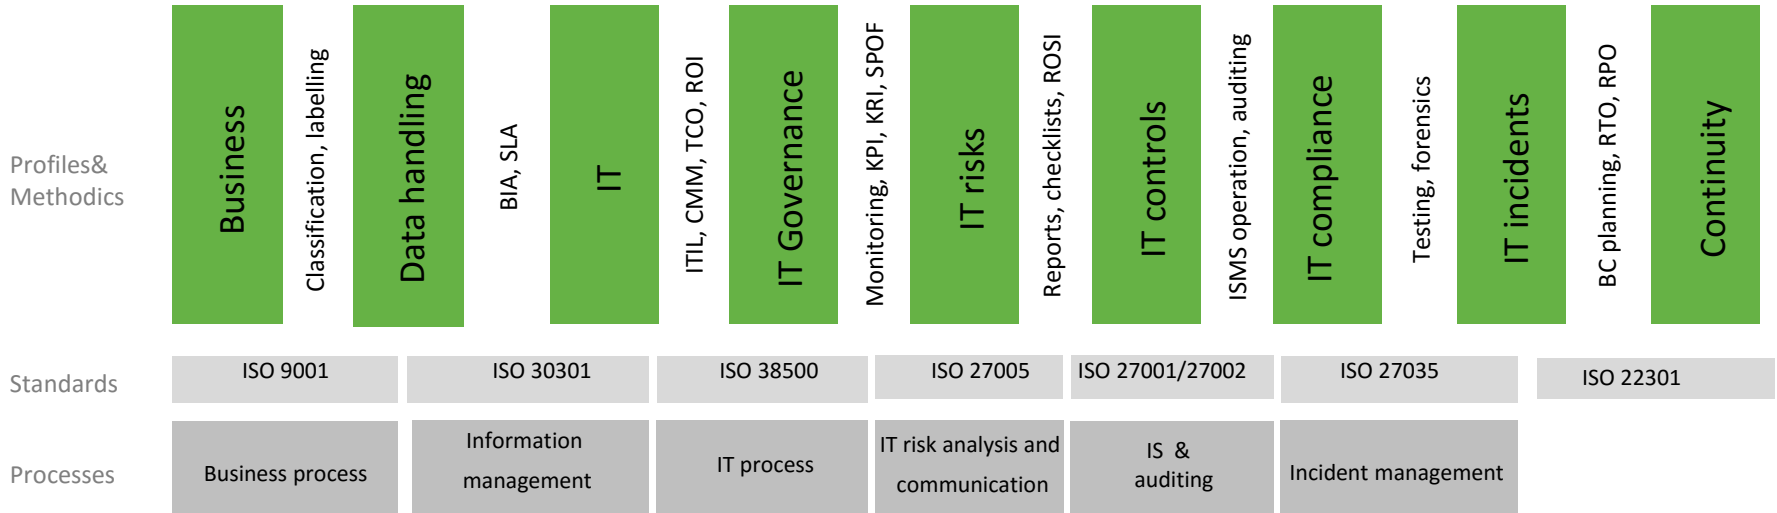 Profiles&
Methodics
Business
Classification, labelling
Data handling
BIA, SLA
IT
ITIL, CMM, TCO, ROI
IT Governance
Monitoring, KPI, KRI, SPOF
IT risks
Reports, checklists, ROSI
IT controls
ISMS operation, auditing
IT compliance
Testing, forensics
IT incidents
BC planning, RTO, RPO
Continuity
Standards
ISO 9001
ISO 30301
ISO 38500
ISO 27005
ISO 27001/27002
ISO 27035
ISO 22301
Processes
Business process
Information
management
IT process
IT risk analysis and
communication
IS &
auditing
Incident management